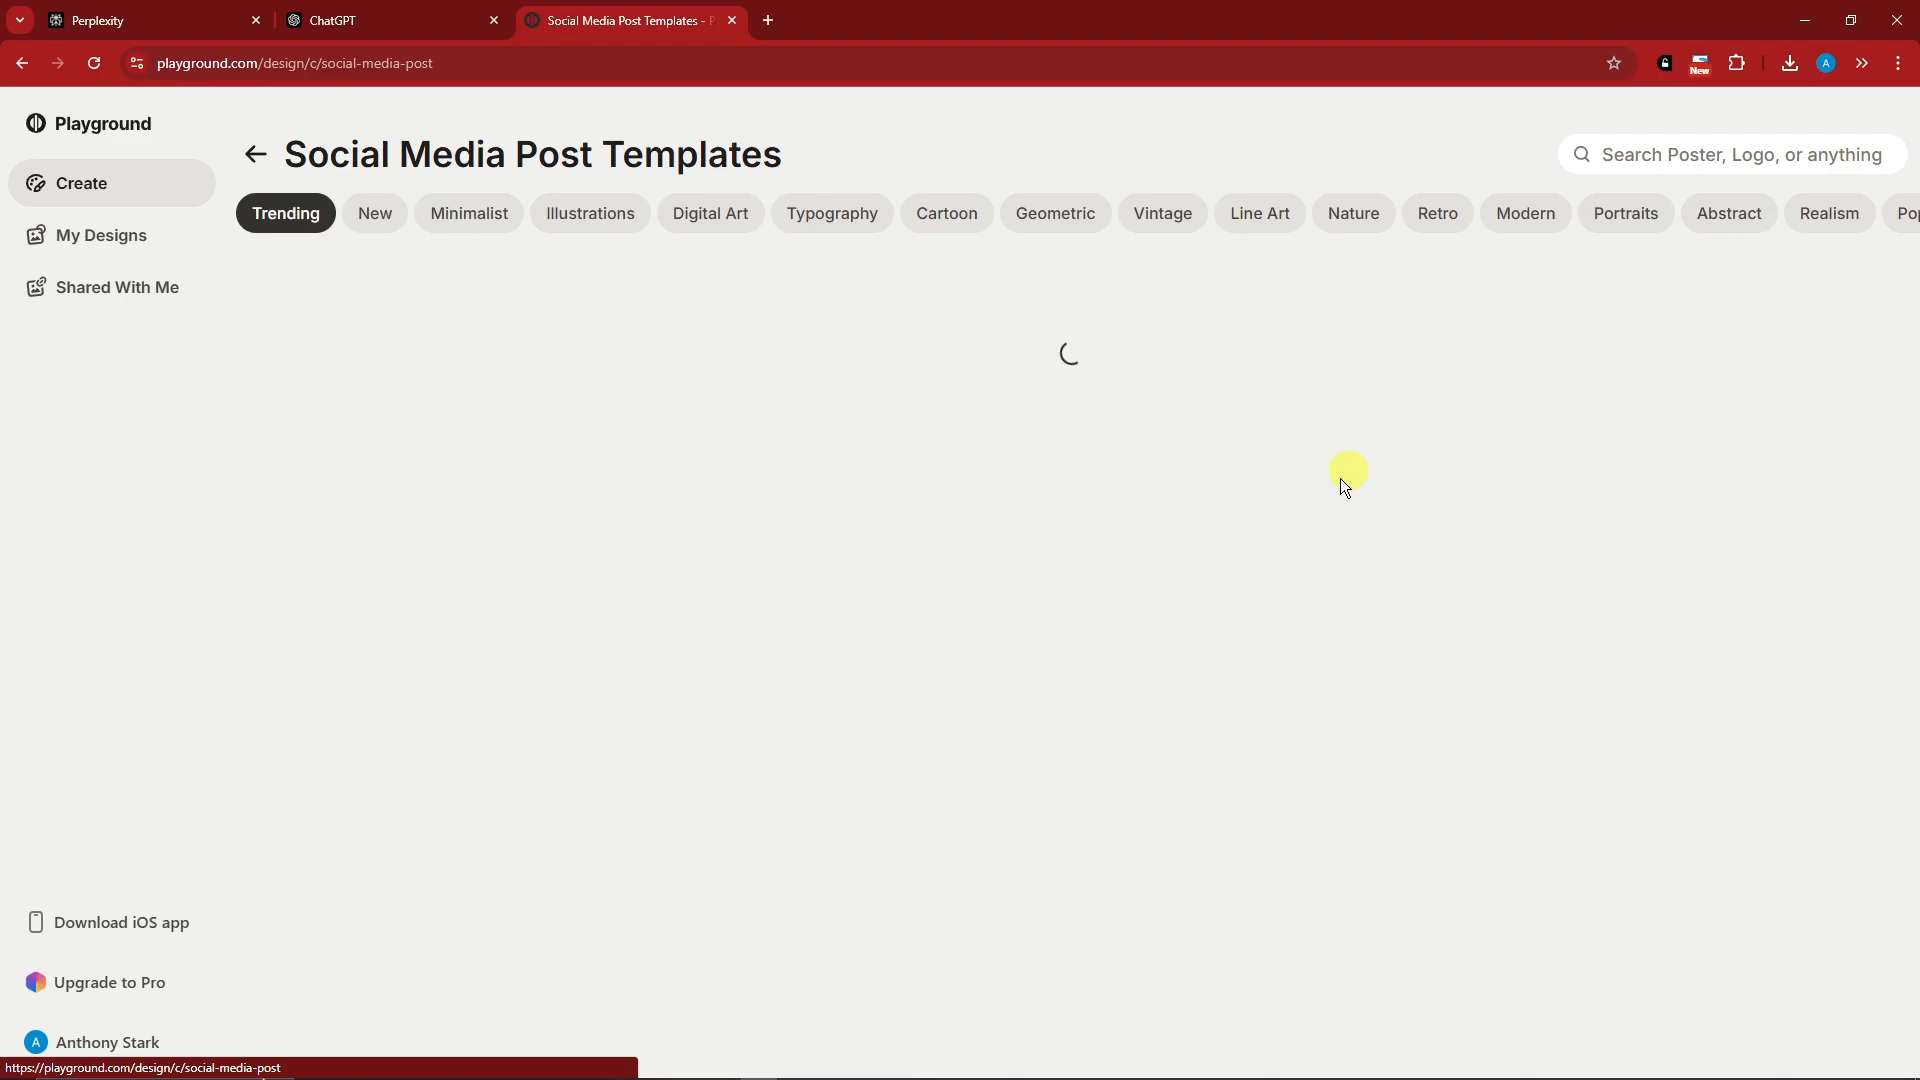 Perplexity
ChatGPT
Social Media Post Templates - P
playground.com/design/c/social-media-post
New
A
Playground
Social Media Post Templates
Search Poster, Logo, or anything
Create
Trending
New
Minimalist
Illustrations
Digital Art
Typography
Cartoon
Geometric
Vintage
Line Art
Nature
Retro
Modern
Portraits
Abstract
Realism
Pop
My Designs
Shared With Me
Download iOS app
Upgrade to Pro
A
Anthony Stark
https://playground.com/design/c/social-media-post